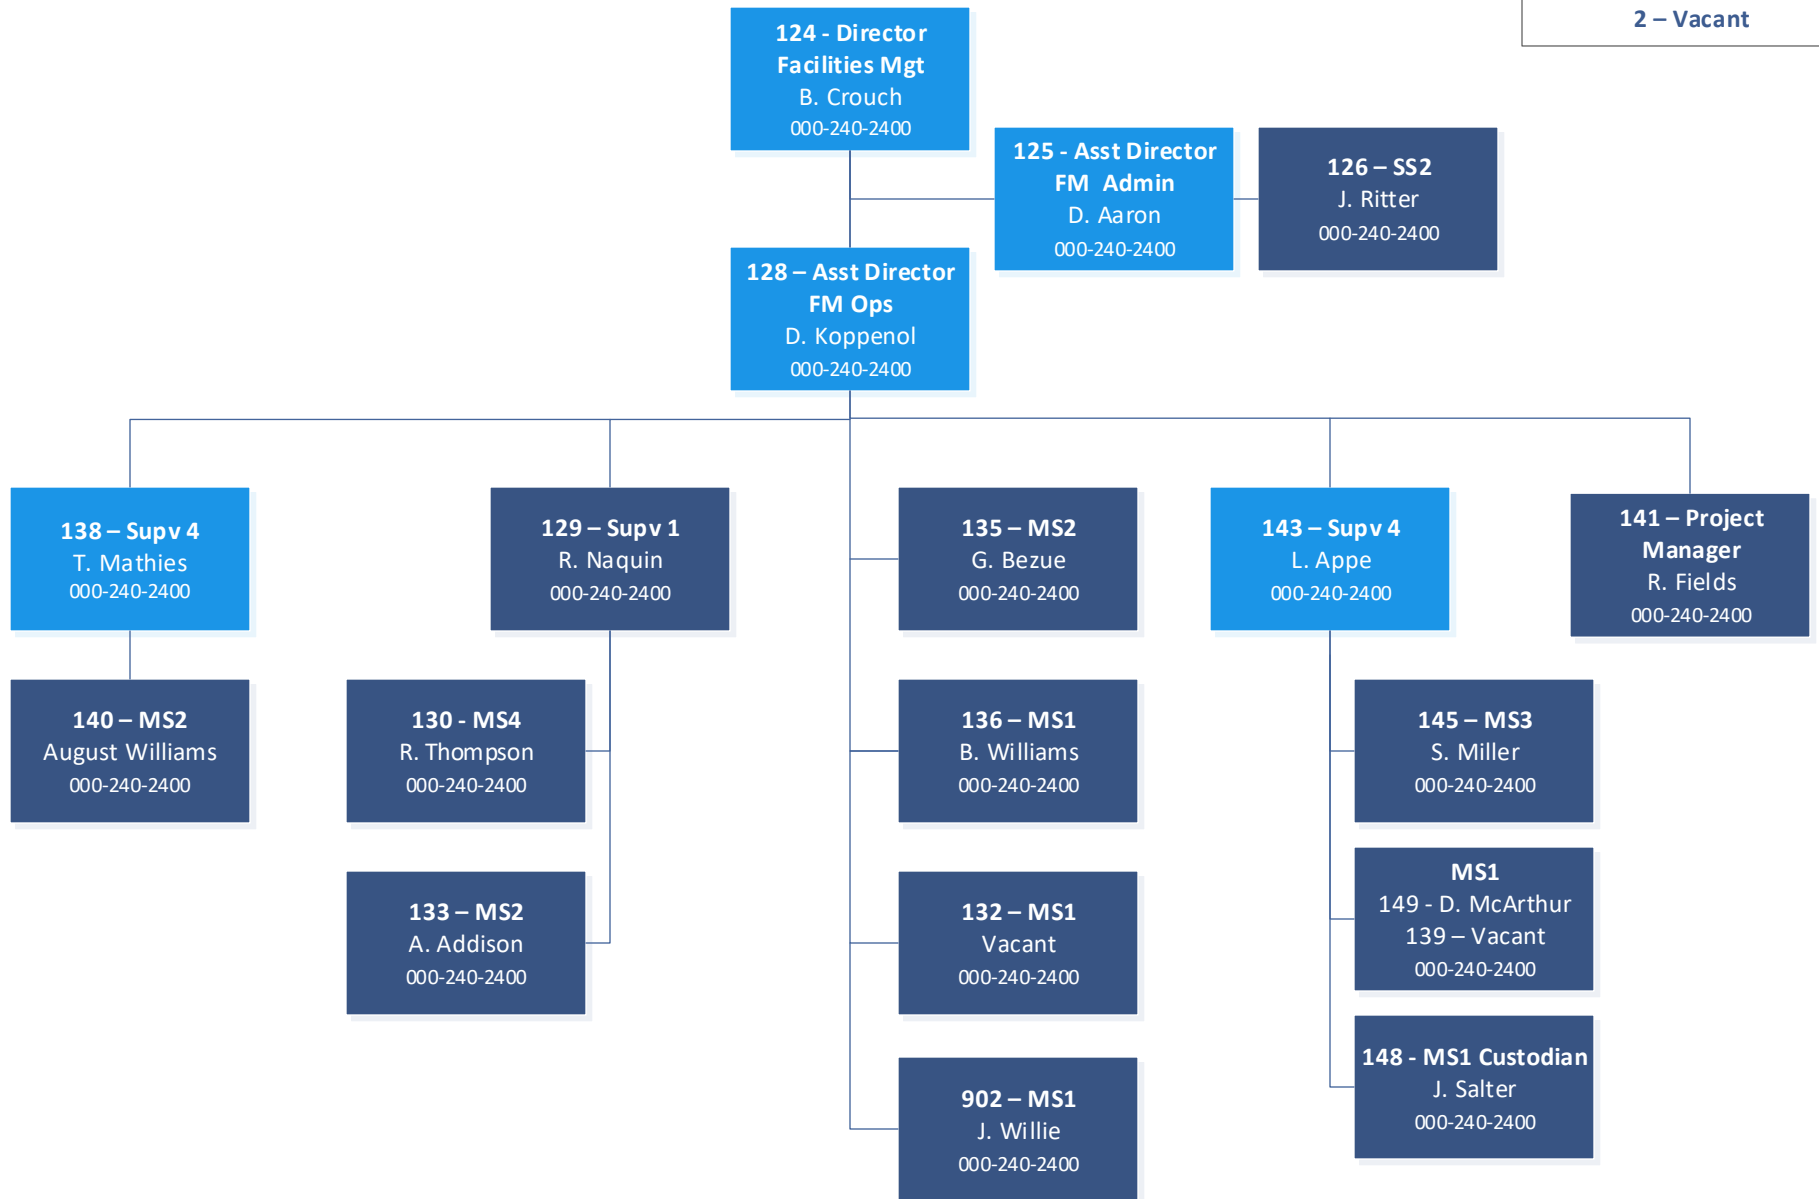 2 – Vacant
124 - Director
Facilities Mgt
B. Crouch
000-240-2400
125 - Asst Director
FM Admin
D. Aaron
000-240-2400
126 – SS2
J. Ritter
000-240-2400
128 – Asst Director
FM Ops
D. Koppenol
000-240-2400
138 – Supv 4
T. Mathies
000-240-2400
129 – Supv 1
R. Naquin
000-240-2400
135 – MS2
G. Bezue
000-240-2400
143 – Supv 4
L. Appe
000-240-2400
141 – Project
Manager
R. Fields
000-240-2400
140 – MS2
August Williams
000-240-2400
130 - MS4
R. Thompson
000-240-2400
136 – MS1
B. Williams
000-240-2400
145 – MS3
S. Miller
000-240-2400
133 – MS2
A. Addison
000-240-2400
132 – MS1
Vacant
000-240-2400
MS1
149 - D. McArthur
139 – Vacant
000-240-2400
902 – MS1
J. Willie
000-240-2400
148 - MS1 Custodian
J. Salter
000-240-2400